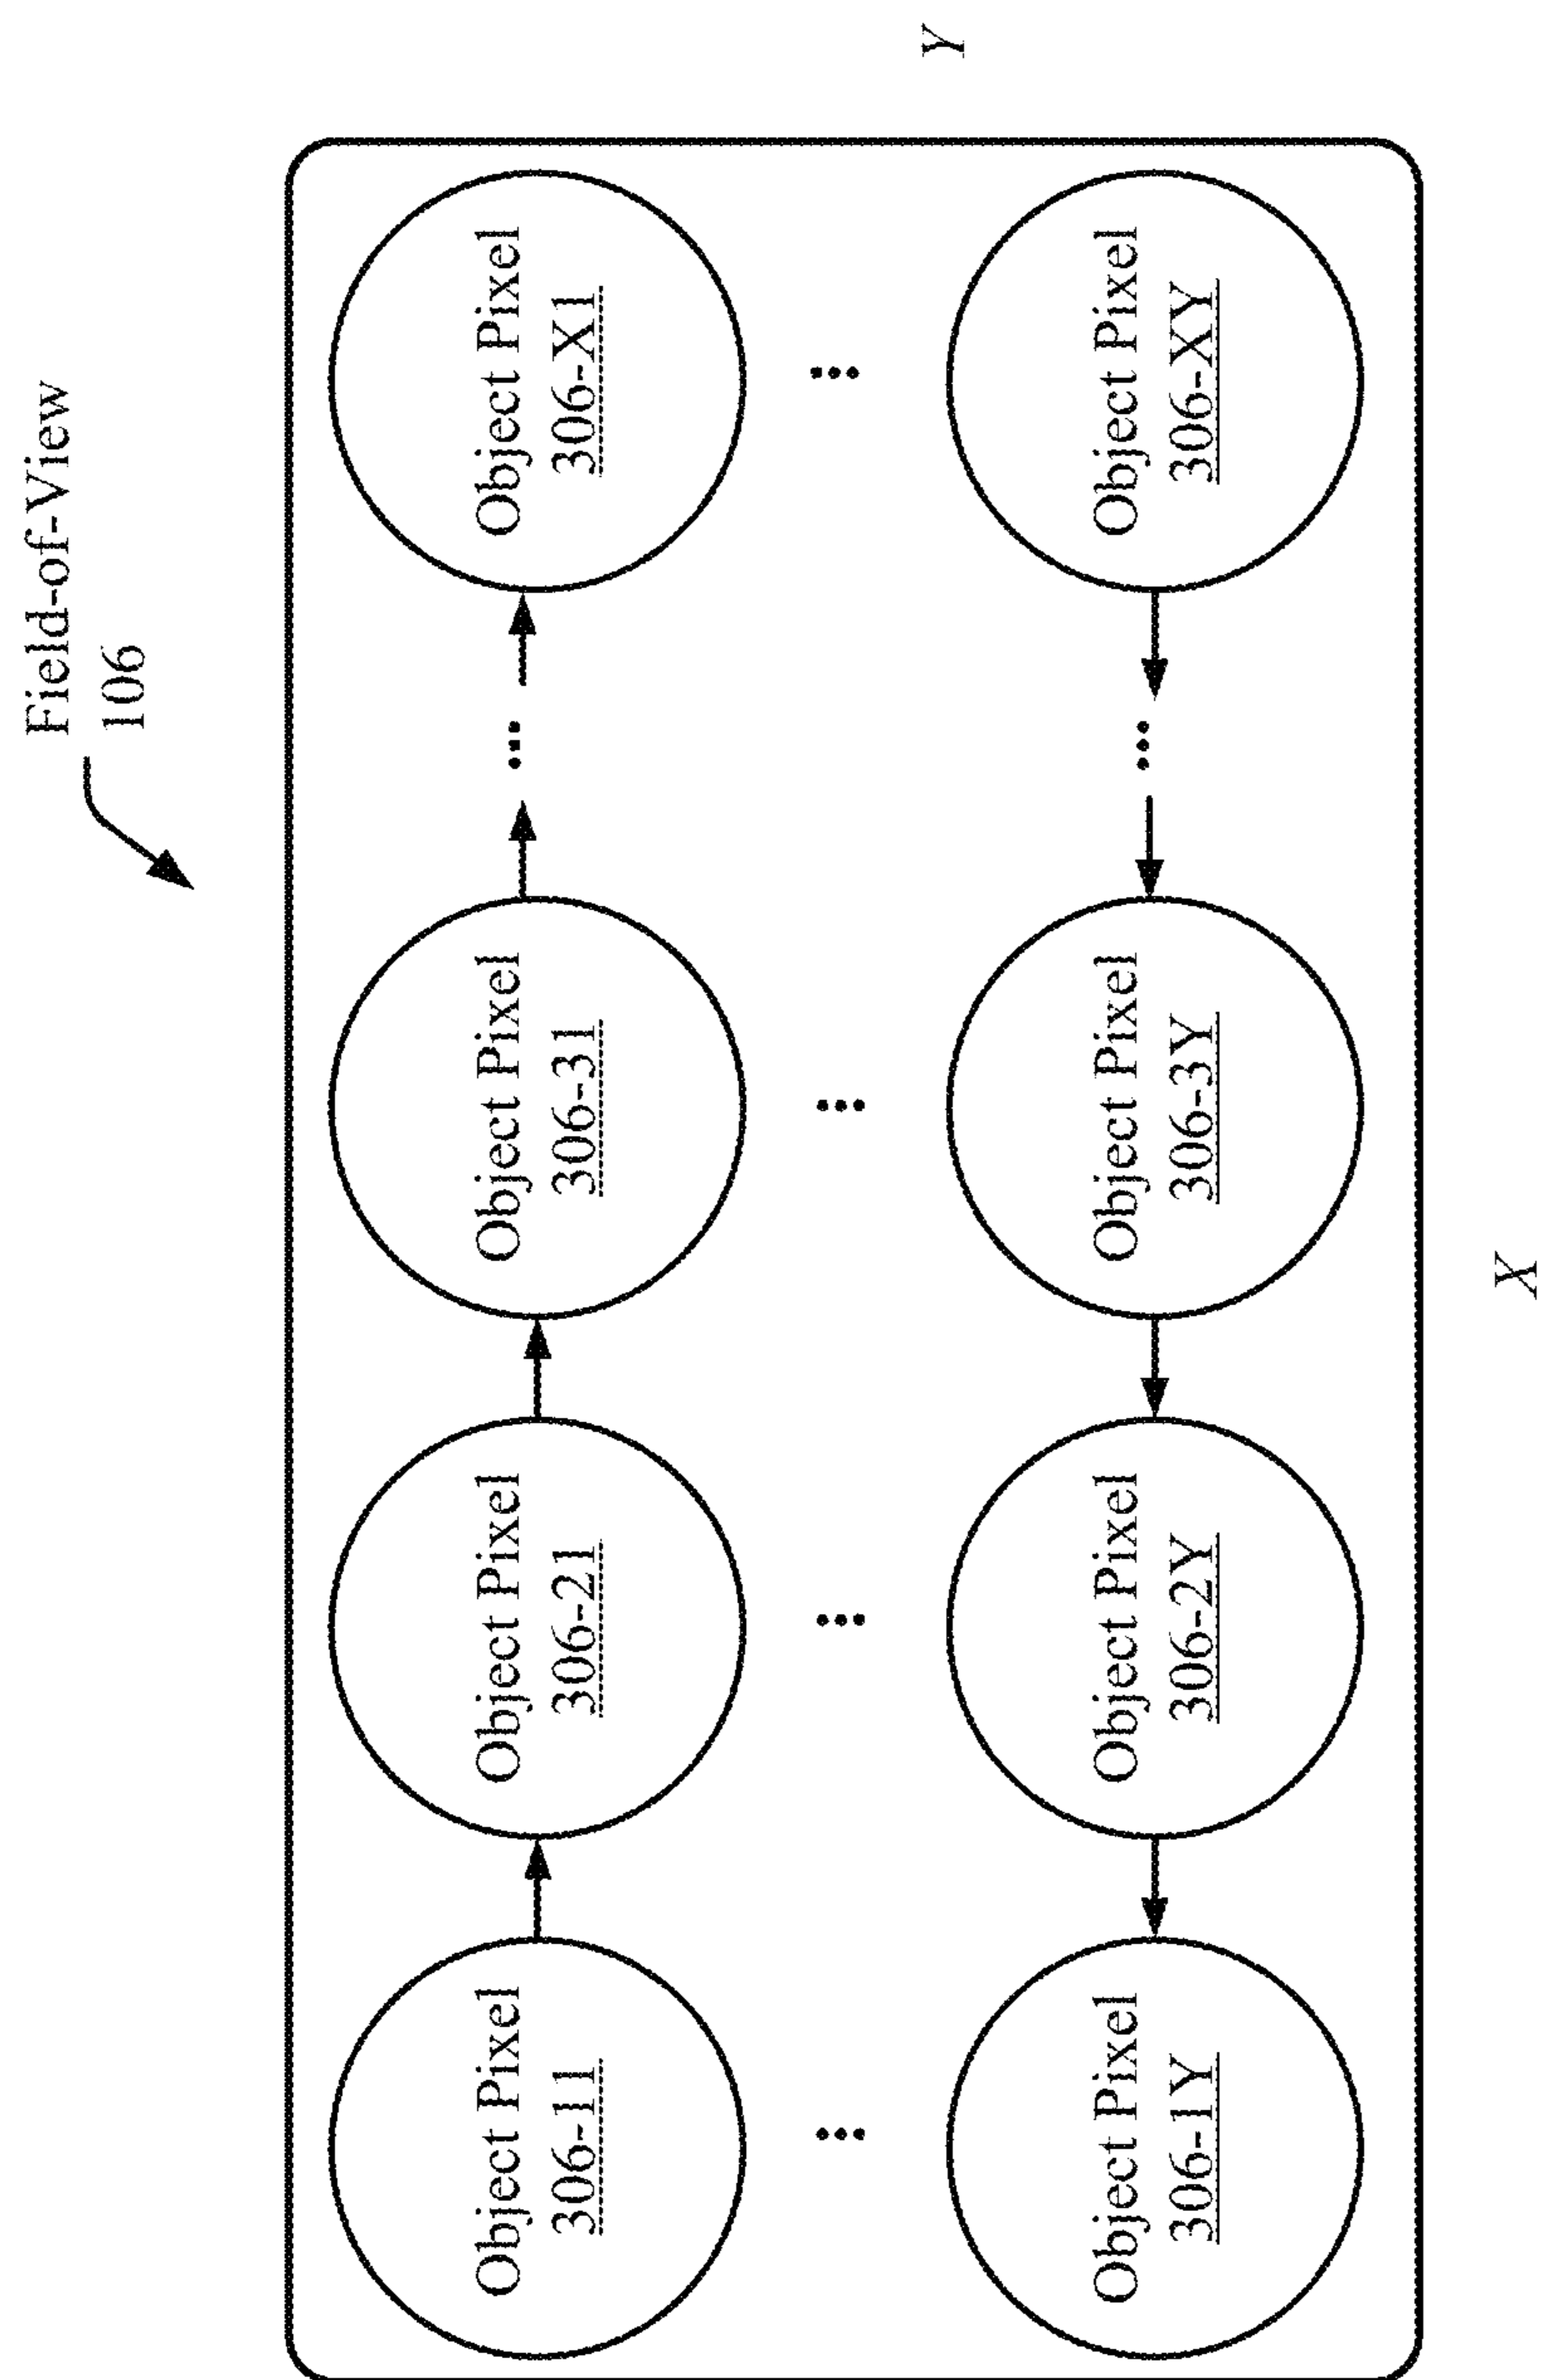 Field-of-View
106
Object Pixel
306-11
Object Pixel
306-21
Object Pixel
306-31
Object Pixel
306-X1
Y
Object Pixel
306-1Y
Object Pixel
306-2Y
Object Pixel
306-3Y
Object Pixel
306-XY
X